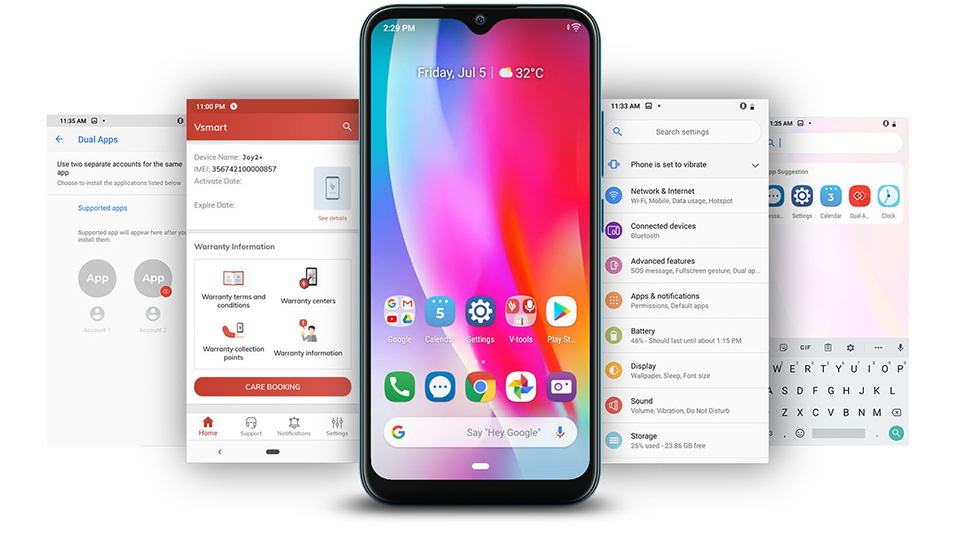 11:35 AM
Dual Apps
Use two separate accounts for the same
app
Choose to install the applications listed below
Supported apps
Supported app will appear here after you
install them.
App
App
Account 1
Account 2
11:00 PM
Vsmart
Device Name: Joy2+
IMEI: 356742100000857
Activate Date:
Expire Date:
See details
Warranty Information
Warranty terms and
conditions
Warranty centers
Warranty collection
points
Warranty information
CARE BOOKING
Home
Support
Notifications
Settings
2:29 PM
Friday, Jul 5
32°C
5
Google
Calendar
Settings
V-tools
Play St...
Say "Hey Google"
11:33 AM
Search settings
Phone is set to vibrate
Network & Internet
Wi-Fi, Mobile, Data usage, Hotspot
Connected devices
Bluetooth
Advanced features
SOS message, Fullscreen gesture, Dual ap...
Apps & notifications
Permissions, Default apps
Battery
46% - Should last until about 1:15 PM
Display
Wallpaper, Sleep, Font size
Sound
Volume, Vibration, Do Not Disturb
Storage
25% used - 23.86 GB free
1:35 AM
pp Suggestion
3
essa...
Settings
Calendar
Dual A...
Clock
GIF
W E R T Y U I O P
A S D F G H J K L
Z X C V B N M
, .